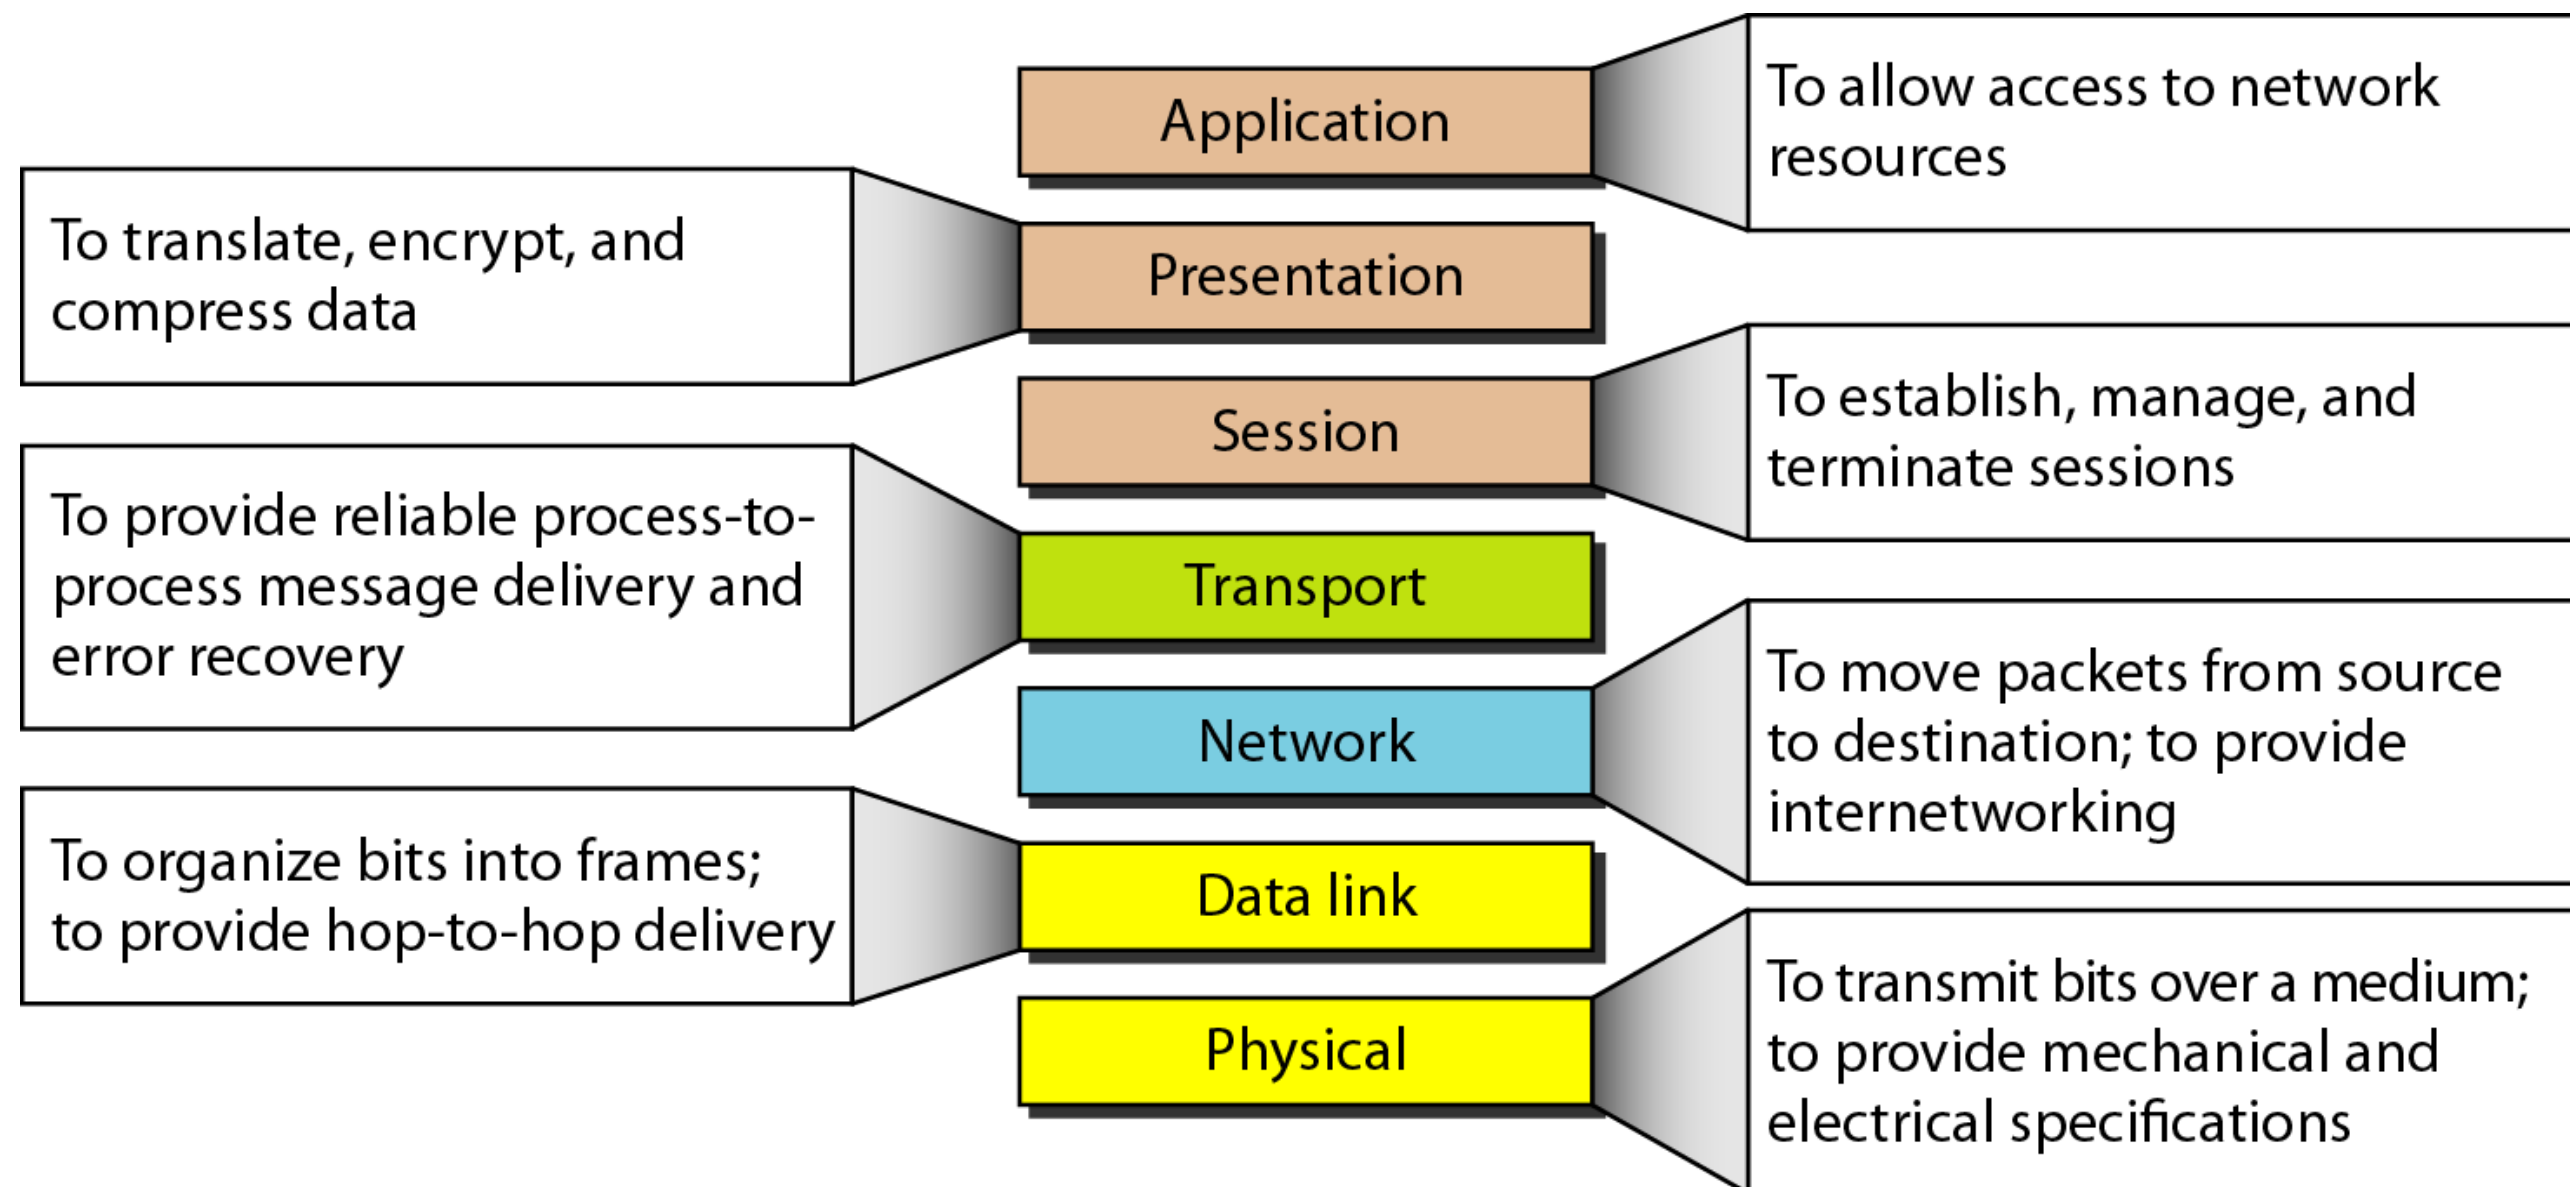 Application
To allow access to network
resources
To translate, encrypt, and
compress data
Presentation
Session
To establish, manage, and
terminate sessions
To provide reliable process-to-
process message delivery and
error recovery
Transport
Network
To move packets from source
to destination; to provide
internetworking
To organize bits into frames;
to provide hop-to-hop delivery
Data link
Physical
To transmit bits over a medium;
to provide mechanical and
electrical specifications